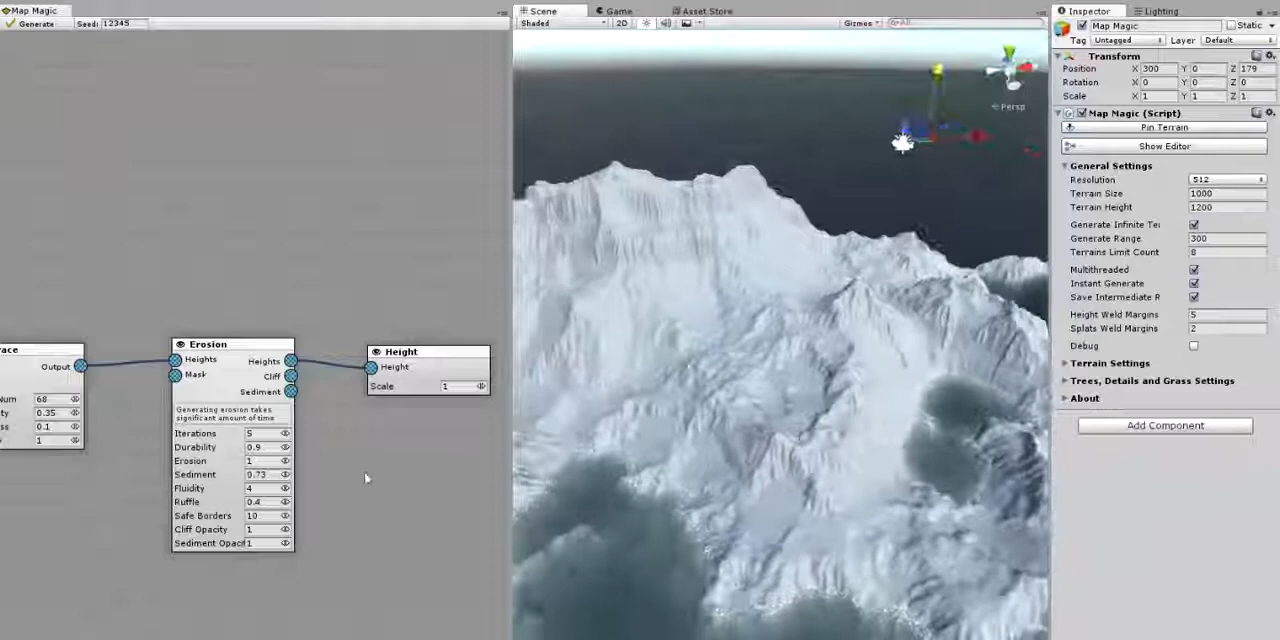 Map Magic
Generate
Seed:
12345
race
Output
Num
68
ity
0.35
ss
0.1
1
Erosion
Heights
Mask
Heights
Cliff
Sediment
Generating erosion takes
significant amount of time
Iterations
5
Durability
0.9
Erosion
1
Sediment
0.73
Fluidity
4
Ruffle
0.4
Safe Borders
10
Cliff Opacity
1
Sediment Opacit
1
Height
Height
Scale
1
Scene
Game
Asset Store
Shaded
2D
Gizmos
Persp
Inspector
Lighting
Map Magic
Static
Tag
Untagged
Layer
Default
Transform
Position
X 300
Y 0
Z 179
Rotation
X 0
Y 0
Z 0
Scale
X 1
Y 1
Z 1
Map Magic (Script)
Pin Terrain
Show Editor
General Settings
Resolution
512
Terrain Size
1000
Terrain Height
1200
Generate Infinite Te
Generate Range
300
Terrains Limit Count
8
Multithreaded
Instant Generate
Save Intermediate R
Height Weld Margins
5
Splats Weld Margins
2
Debug
Terrain Settings
Trees, Details and Grass Settings
About
Add Component